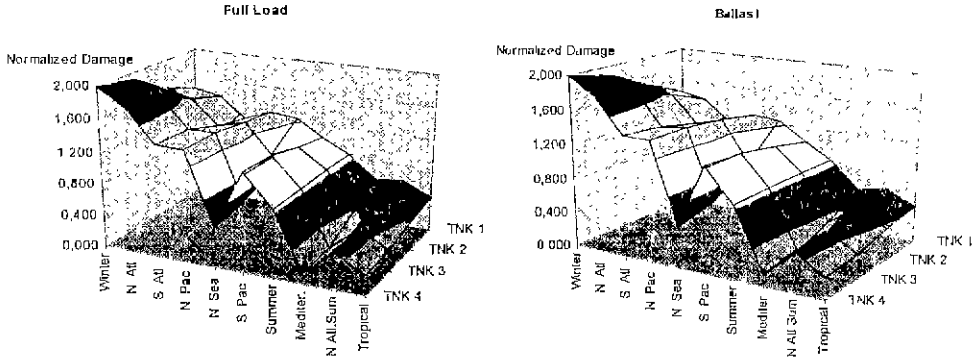 Full Load
Normalized Damage
2,000
1,600
1 200
0,800
0,400
0,000
Winter
N Atl
S Atl
N Pac
N Sea
S Pac
Summer
Mediter.
N Atl.Sum
Tropical
TNK 4
TNK 3
TNK 2
TNK 1
Ballast
Normalized Damage
2,000
1,600
1,200
0,800
0,400
0 000
Winter
N Atl
S Atl
N Pac
N Sea
S Pac
Summer
Mediter
N Atl Sum
Tropical
TNK 4
TNK 3
TNK 2
TNK 1